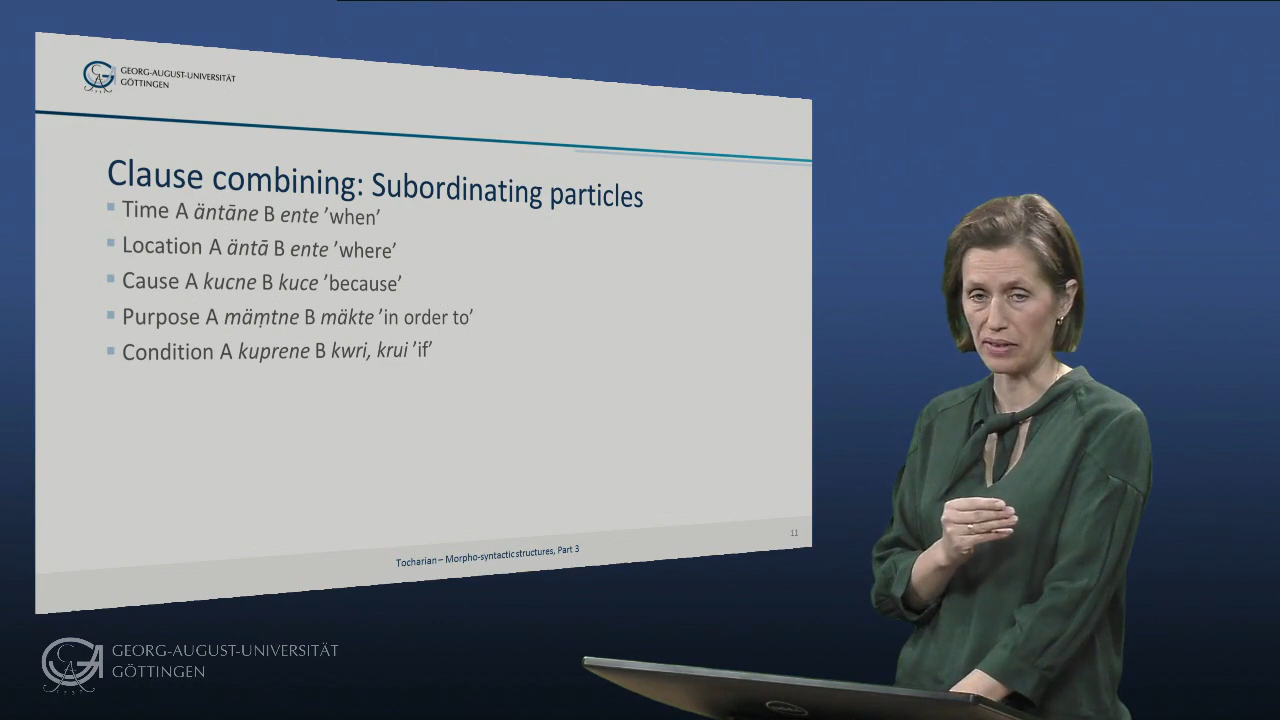 GEORG-AUGUST-UNIVERSITÄT
GÖTTINGEN
Clause combining: Subordinating particles
Time A äntāne B ente ’when’
Location A äntā B ente ’where’
Cause A kucne B kuce ’because’
Purpose A mäṃtne B mäkte ’in order to’
Condition A kuprene B kwri, krui ’if’
11
Tocharian – Morpho-syntactic structures, Part 3
GEORG-AUGUST-UNIVERSITÄT
GÖTTINGEN
DELL